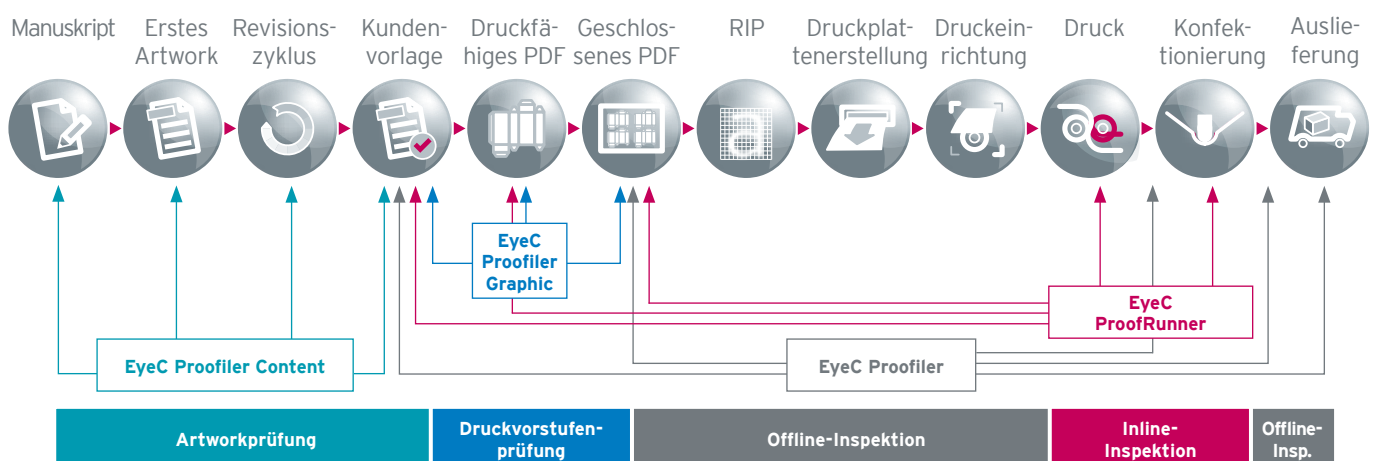 Manuskript
Erstes
Artwork
Revisions-
zyklus
Kunden-
vorlage
Druckfä-
higes PDF
Geschlos-
senes PDF
RIP
Druckplat-
tenerstellung
Druckein-
richtung
Druck
Konfek-
tionierung
Auslie-
ferung
a
EyeC
Proofiler
Graphic
EyeC
ProofRunner
EyeC Proofiler Content
EyeC Proofiler
Artworkprüfung
Druckvorstufen-
prüfung
Offline-Inspektion
Inline-
Inspektion
Offline-
Insp.